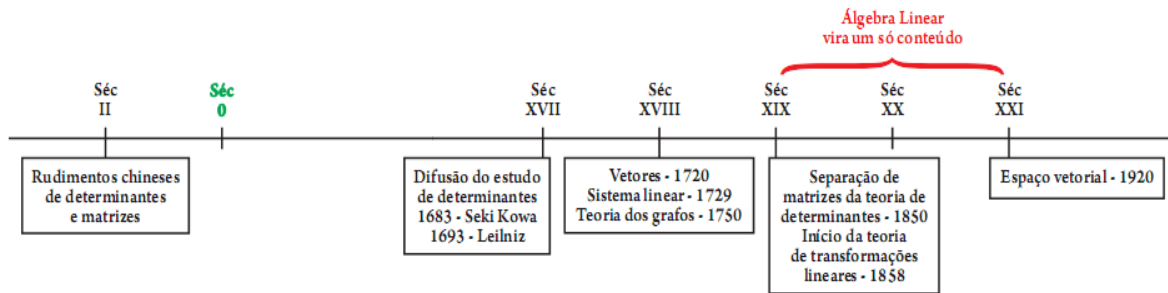 Álgebra Linear
vira um só conteúdo
Séc
II
Séc
0
Séc
XVII
Séc
XVIII
Séc
XIX
Séc
XX
Séc
XXI
Rudimentos chineses
de determinantes
e matrizes
Difusão do estudo
de determinantes
1683 - Seki Kowa
1693 - Leilniz
Vetores - 1720
Sistema linear - 1729
Teoria dos grafos - 1750
Separação de
matrizes da teoria de
determinantes - 1850
Início da teoria
de transformações
lineares - 1858
Espaço vetorial - 1920